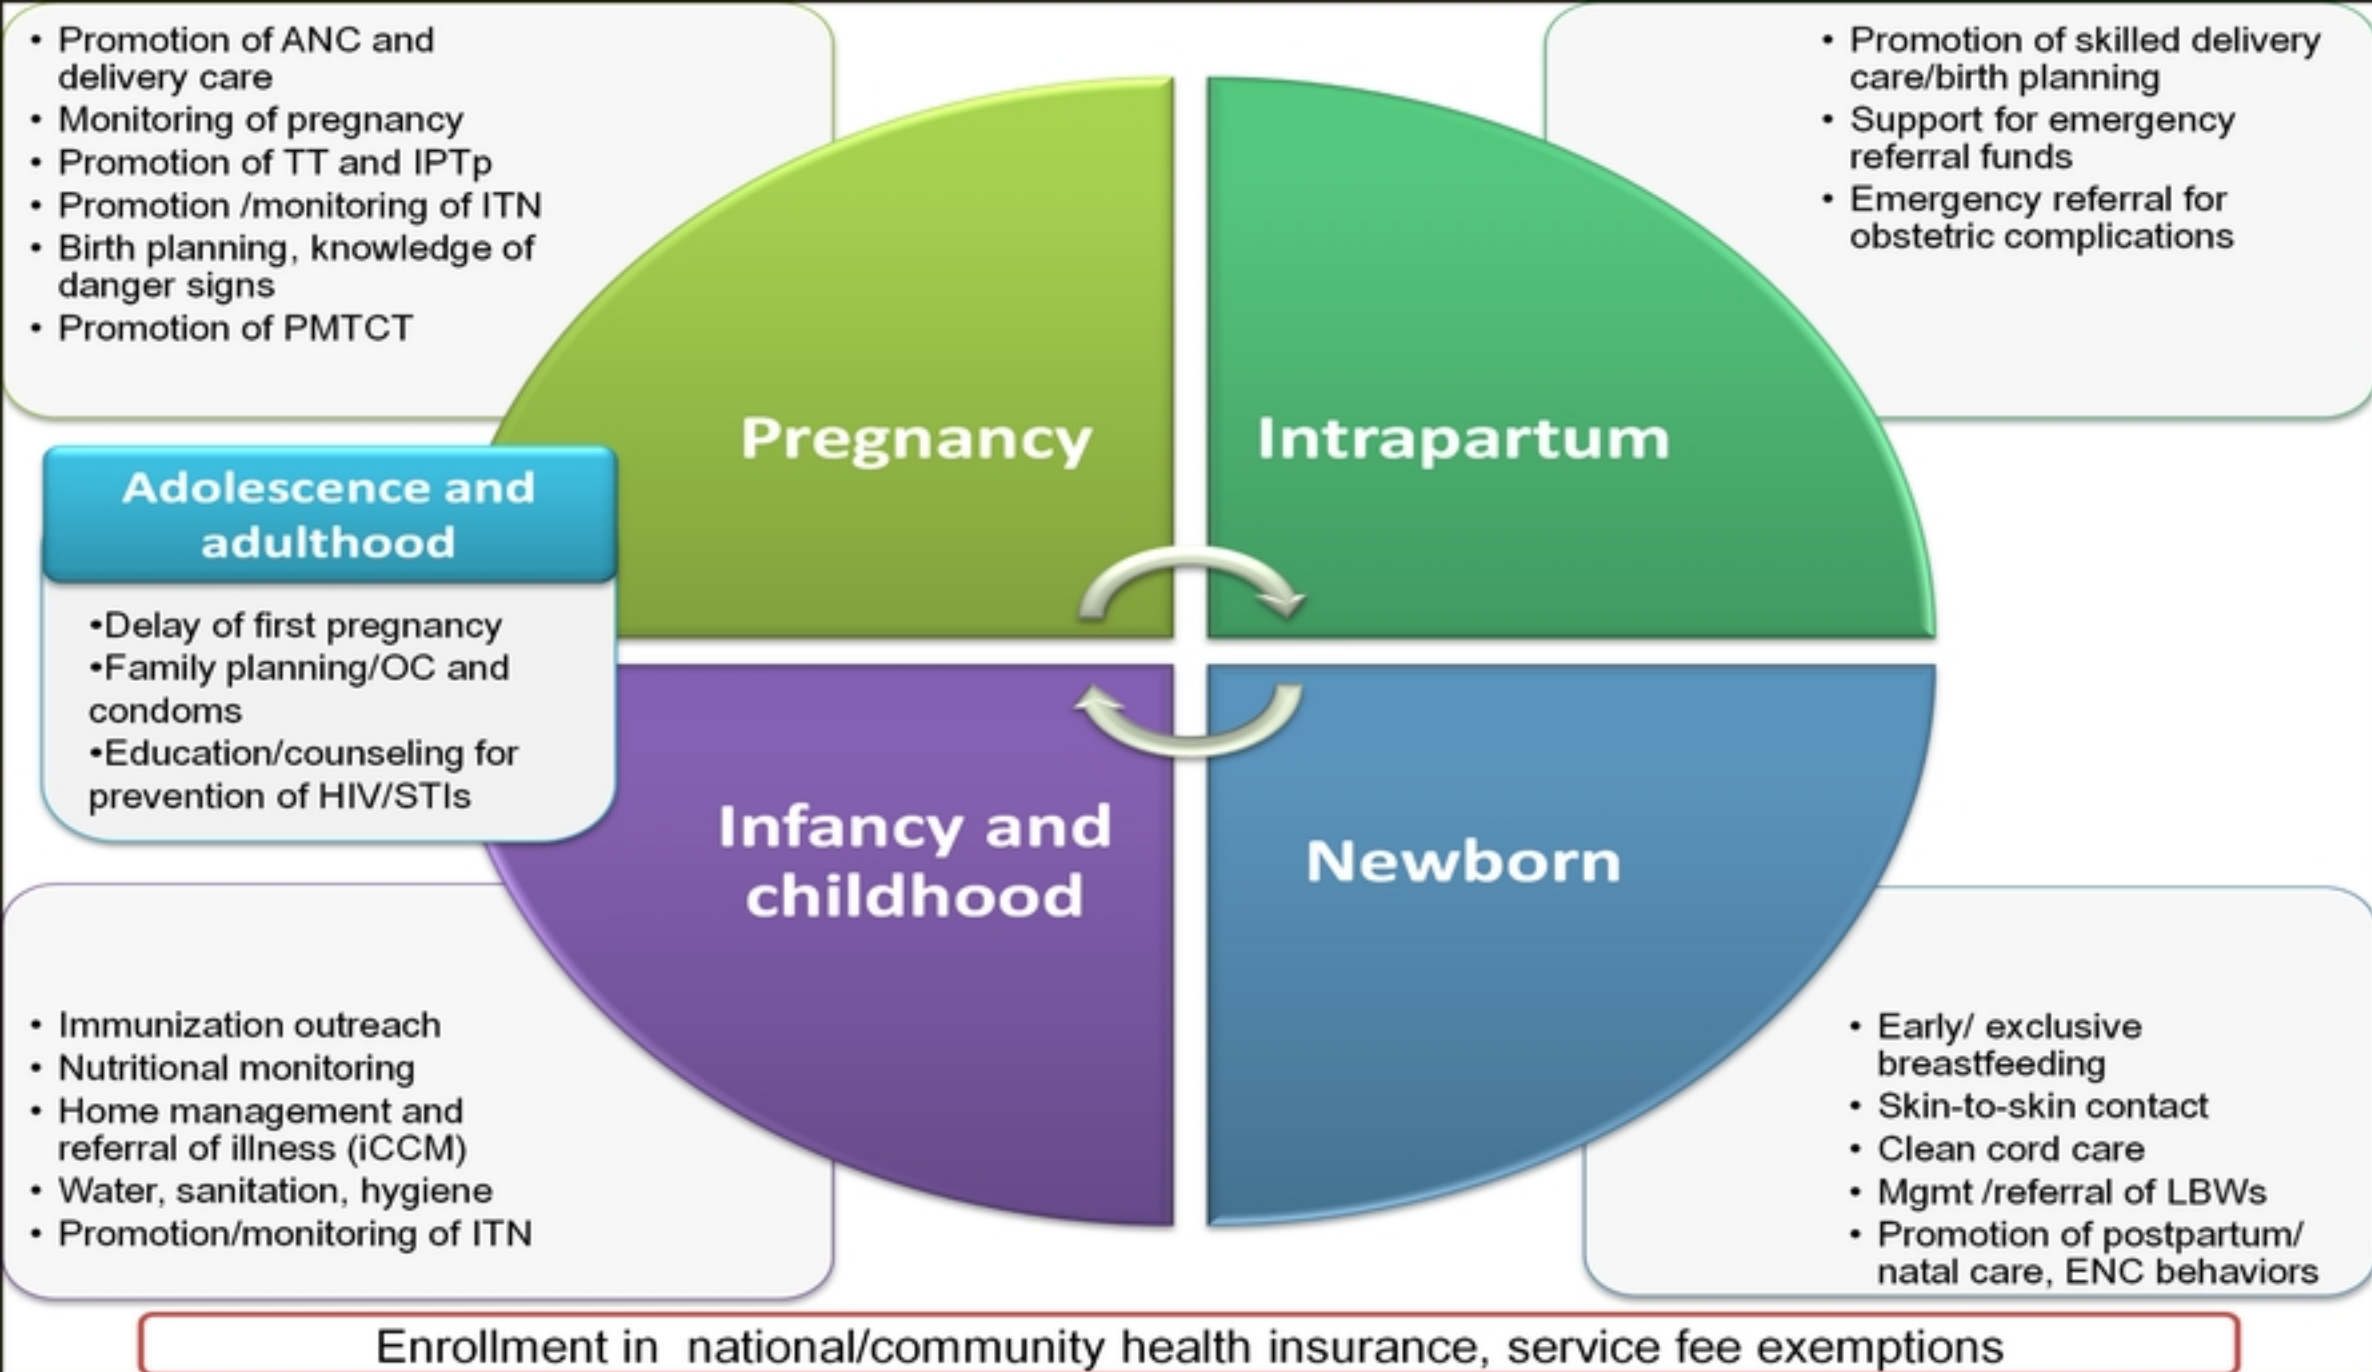 • Promotion of ANC and
delivery care
• Monitoring of pregnancy
• Promotion of TT and IPTp
• Promotion /monitoring of ITN
• Birth planning, knowledge of
danger signs
• Promotion of PMTCT
• Promotion of skilled delivery
care/birth planning
• Support for emergency
referral funds
• Emergency referral for
obstetric complications
Pregnancy
Intrapartum
Adolescence and
adulthood
•Delay of first pregnancy
•Family planning/OC and
condoms
•Education/counseling for
prevention of HIV/STIs
Infancy and
childhood
Newborn
• Immunization outreach
• Nutritional monitoring
• Home management and
referral of illness (iCCM)
• Water, sanitation, hygiene
• Promotion/monitoring of ITN
• Early/ exclusive
breastfeeding
• Skin-to-skin contact
• Clean cord care
• Mgmt /referral of LBWs
• Promotion of postpartum/
natal care, ENC behaviors
Enrollment in national/community health insurance, service fee exemptions